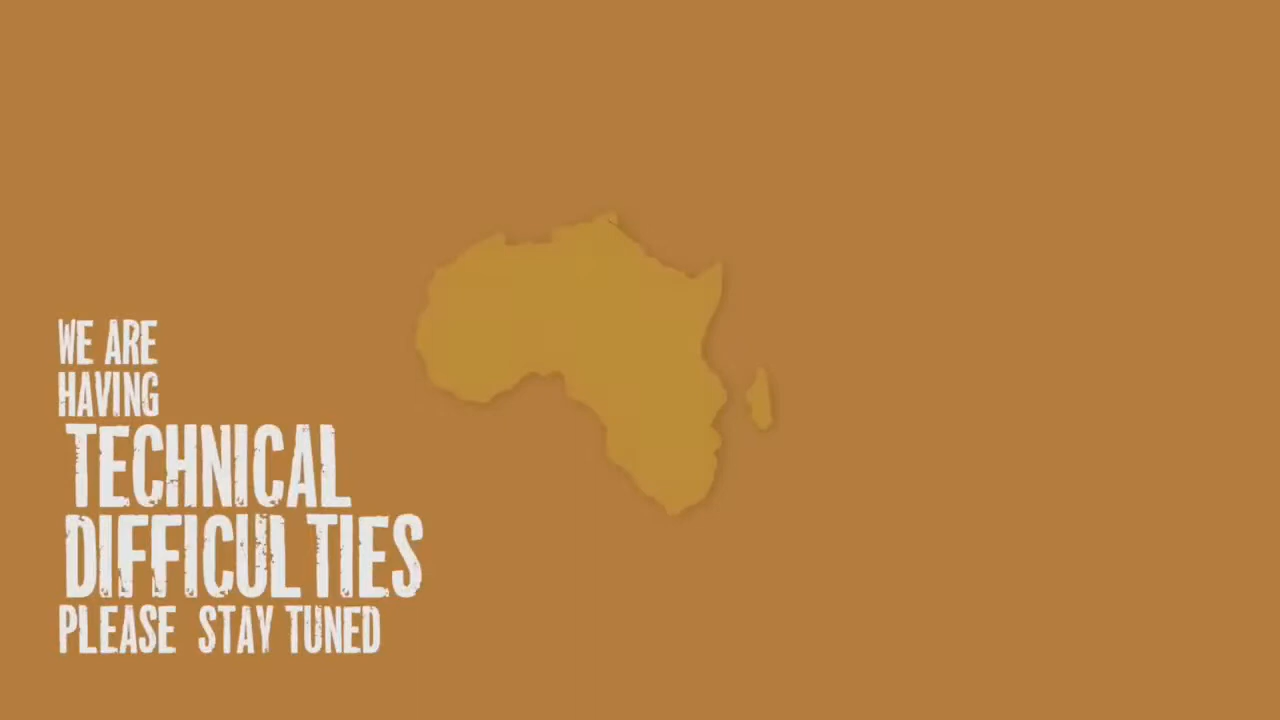 WE ARE
HAVING
TECHNICAL
DIFFICULTIES
PLEASE STAY TUNED